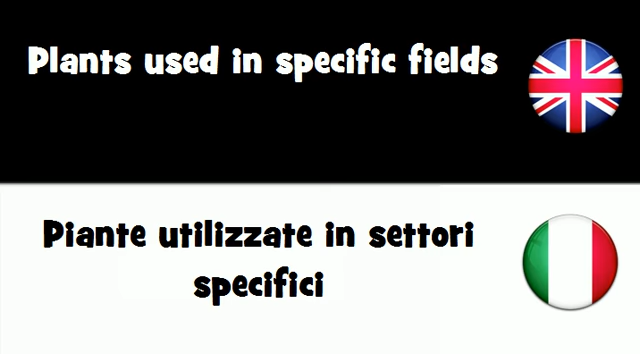 Plants used in specific fields
Piante utilizzate in settori
specifici